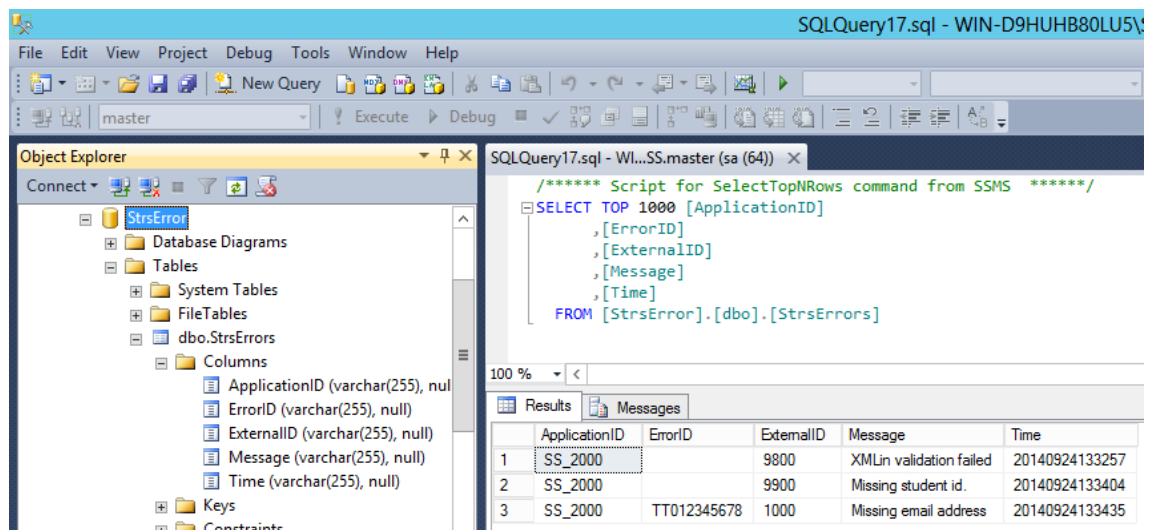 SQLQuery17.sql - WIN-D9HUHB80LU5\
File Edit View Project Debug Tools Window Help
New Query
master Execute Debug
Object Explorer
Connect
StrsError
Database Diagrams
Tables
System Tables
FileTables
dbo.StrsErrors
Columns
ApplicationID (varchar(255), nul
ErrorID (varchar(255), null)
ExternalID (varchar(255), null)
Message (varchar(255), null)
Time (varchar(255), null)
Keys
Constraints
SQLQuery17.sql - WI...SS.master (sa (64))
/****** Script for SelectTopNRows command from SSMS ******/
SELECT TOP 1000 [ApplicationID]
,[ErrorID]
,[ExternalID]
,[Message]
,[Time]
FROM [StrsError].[dbo].[StrsErrors]
100 %
Results Messages
ApplicationID ErrorID ExternalID Message Time
1 SS_2000 9800 XMLin validation failed 20140924133257
2 SS_2000 9900 Missing student id. 20140924133404
3 SS_2000 TT012345678 1000 Missing email address 20140924133435